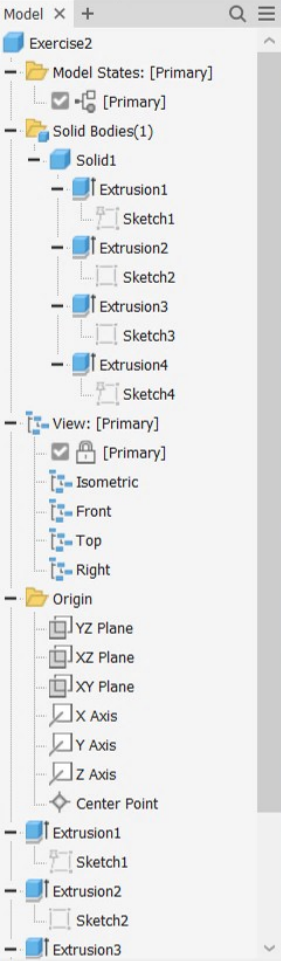 Model × +
Exercise2
Model States: [Primary]
[Primary]
Solid Bodies(1)
Solid1
Extrusion1
Sketch1
Extrusion2
Sketch2
Extrusion3
Sketch3
Extrusion4
Sketch4
View: [Primary]
[Primary]
Isometric
Front
Top
Right
Origin
YZ Plane
XZ Plane
XY Plane
X Axis
Y Axis
Z Axis
Center Point
Extrusion1
Sketch1
Extrusion2
Sketch2
Extrusion3